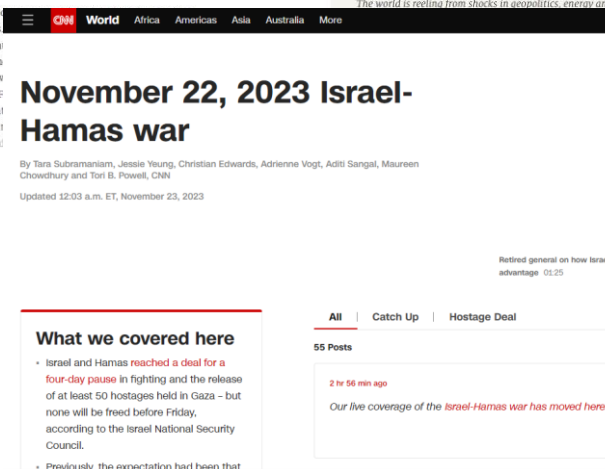 The world is reeling from shocks in geopolitics, energy
CNN World Africa Americas Asia Australia More
November 22, 2023 Israel-
Hamas war
By Tara Subramaniam, Jessie Yeung, Christian Edwards, Adrienne Vogt, Aditi Sangal, Maureen
Chowdhury and Tori B. Powell, CNN
Updated 12:03 a.m. ET, November 23, 2023
Retired general on how
advantage 01:25
All | Catch Up | Hostage Deal
55 Posts
2 hr 56 min ago
Our live coverage of the Israel-Hamas war has moved here
What we covered here
• Israel and Hamas reached a deal for a
four-day pause in fighting and the release
of at least 50 hostages held in Gaza – but
none will be freed before Friday,
according to the Israel National Security
Council.
• Previously, the expectation had been that